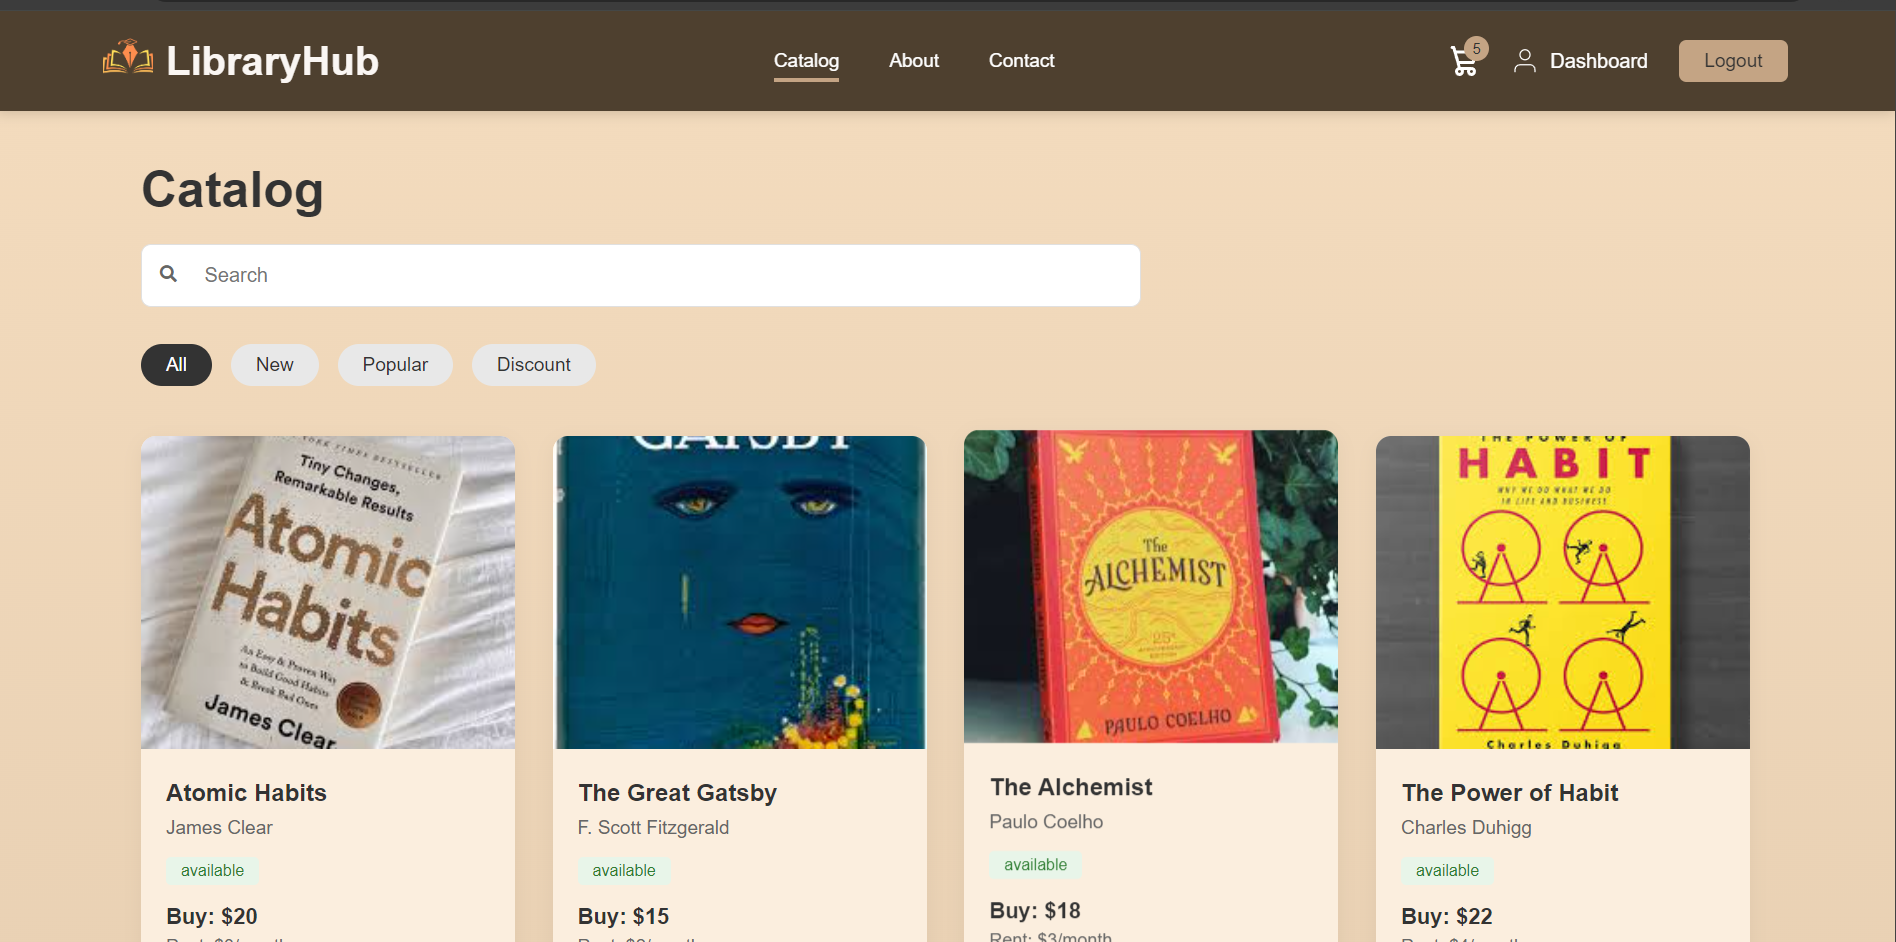 LibraryHub
Catalog
About
Contact
5
Dashboard
Logout
Catalog
Search
All
New
Popular
Discount
NEW YORK TIMES BESTSELLER
Tiny Changes,
Remarkable Results
Atomic
Habits
An Easy & Proven Way
to Build Good Habits
& Break Bad Ones
James Clear
GATSBY
The
ALCHEMIST
25th
ANNIVERSARY
EDITION
PAULO COELHO
THE POWER OF
HABIT
WHY WE DO WHAT WE DO
IN LIFE AND BUSINESS
Charles Duhigg
Atomic Habits
James Clear
available
Buy: $20
The Great Gatsby
F. Scott Fitzgerald
available
Buy: $15
The Alchemist
Paulo Coelho
available
Buy: $18
Rent: $3/month
The Power of Habit
Charles Duhigg
available
Buy: $22